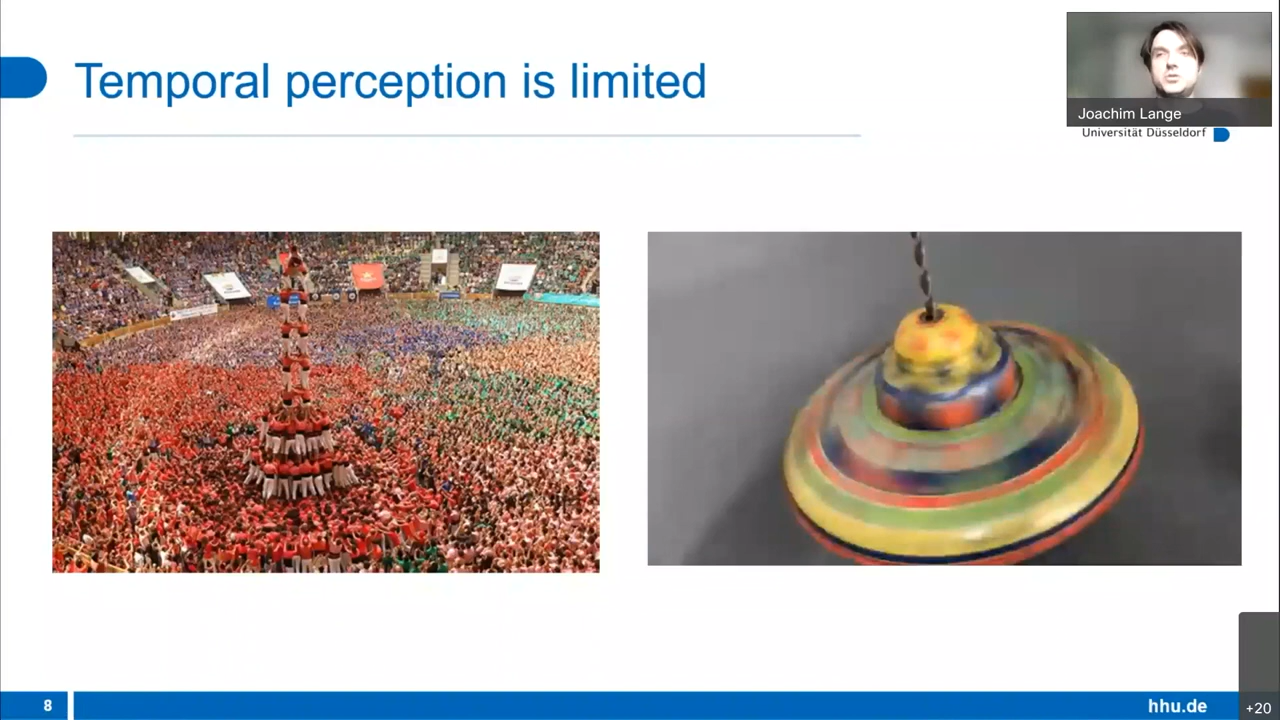 Temporal perception is limited
Joachim Lange
Universität Düsseldorf
8
hhu.de
+20